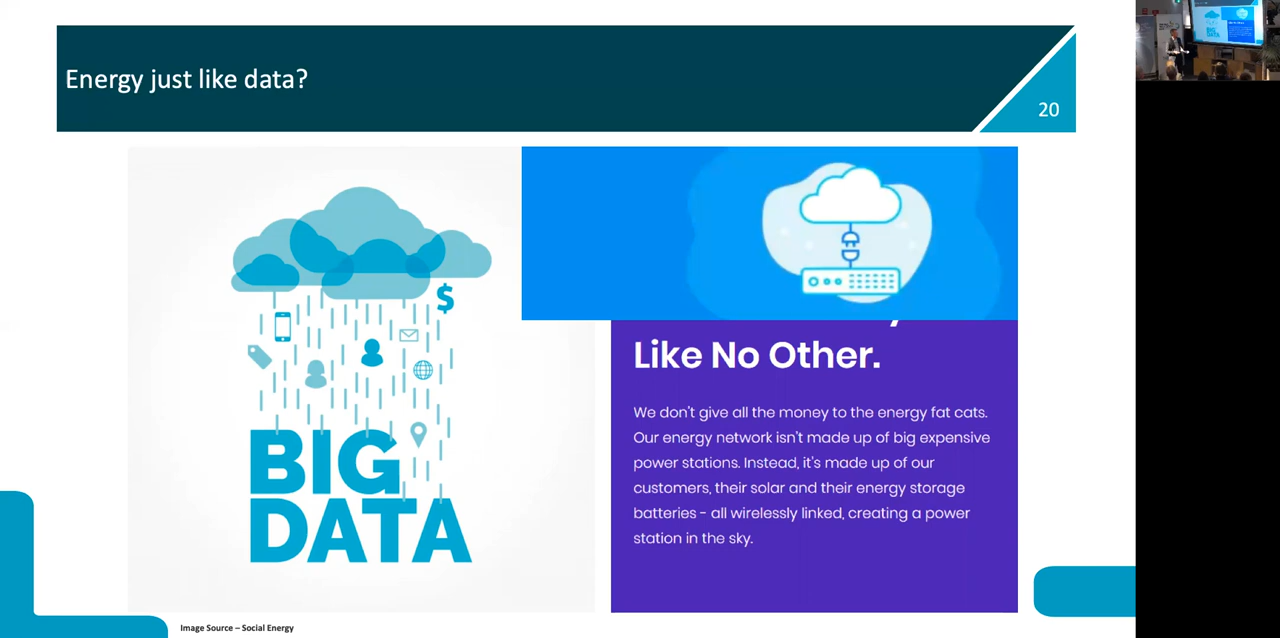 Energy just like data?
20
$
BIG
DATA
Like No Other.
We don't give all the money to the energy fat cats.
Our energy network isn't made up of big expensive
power stations. Instead, it's made up of our
customers, their solar and their energy storage
batteries - all wirelessly linked, creating a power
station in the sky.
Image Source – Social Energy